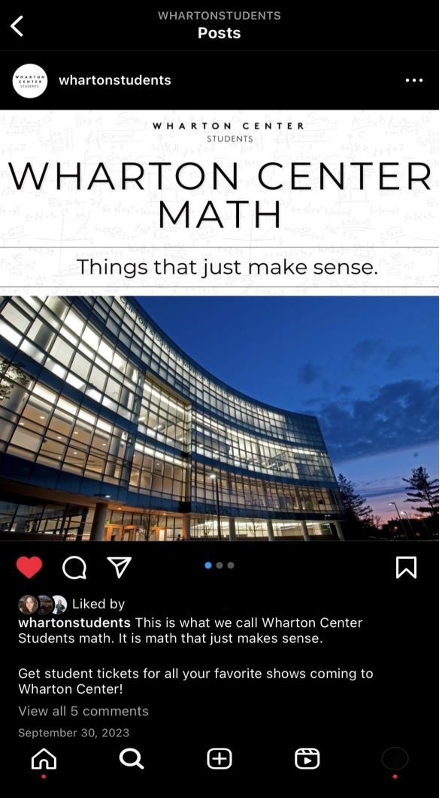 WHARTONSTUDENTS
Posts
whartonstudents
WHARTON CENTER
STUDENTS
WHARTON CENTER
MATH
Things that just make sense.
Liked by
whartonstudents This is what we call Wharton Center
Students math. It is math that just makes sense.
Get student tickets for all your favorite shows coming to
Wharton Center!
View all 5 comments
September 30, 2023